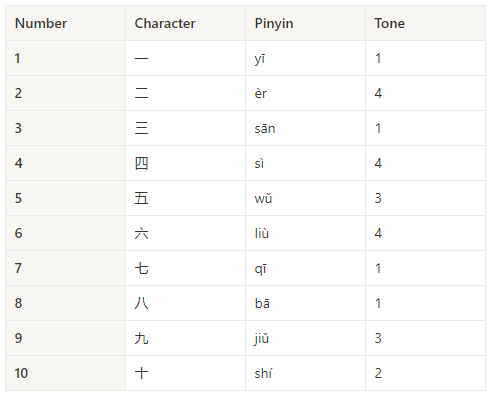 Number Character Pinyin Tone
1 一 yī 1
2 二 èr 4
3 三 sān 1
4 四 sì 4
5 五 wǔ 3
6 六 liù 4
7 七 qī 1
8 八 bā 1
9 九 jiǔ 3
10 十 shí 2